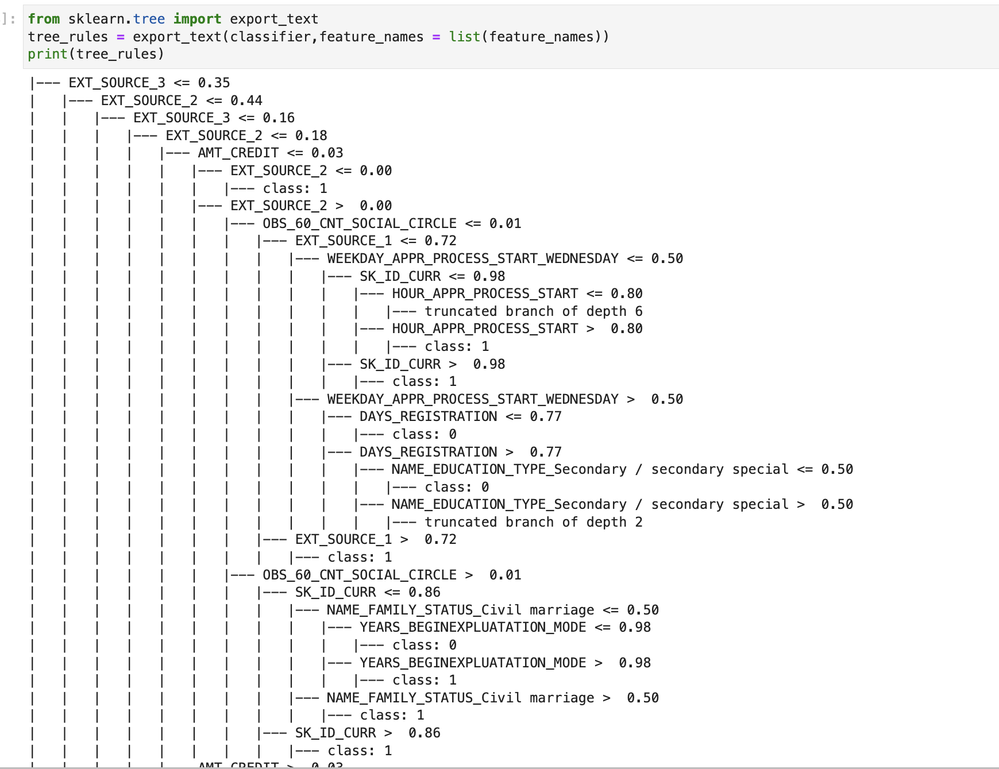 ]:
from sklearn.tree import export_text
tree_rules = export_text(classifier,feature_names = list(feature_names))
print(tree_rules)
|--- EXT_SOURCE_3 <= 0.35
|   |--- EXT_SOURCE_2 <= 0.44
|   |   |--- EXT_SOURCE_3 <= 0.16
|   |   |   |--- EXT_SOURCE_2 <= 0.18
|   |   |   |   |--- AMT_CREDIT <= 0.03
|   |   |   |   |   |--- EXT_SOURCE_2 <= 0.00
|   |   |   |   |   |   |--- class: 1
|   |   |   |   |   |--- EXT_SOURCE_2 >  0.00
|   |   |   |   |   |   |--- OBS_60_CNT_SOCIAL_CIRCLE <= 0.01
|   |   |   |   |   |   |   |--- EXT_SOURCE_1 <= 0.72
|   |   |   |   |   |   |   |   |--- WEEKDAY_APPR_PROCESS_START_WEDNESDAY <= 0.50
|   |   |   |   |   |   |   |   |   |--- SK_ID_CURR <= 0.98
|   |   |   |   |   |   |   |   |   |   |--- HOUR_APPR_PROCESS_START <= 0.80
|   |   |   |   |   |   |   |   |   |   |   |--- truncated branch of depth 6
|   |   |   |   |   |   |   |   |   |   |--- HOUR_APPR_PROCESS_START >  0.80
|   |   |   |   |   |   |   |   |   |   |   |--- class: 1
|   |   |   |   |   |   |   |   |   |--- SK_ID_CURR >  0.98
|   |   |   |   |   |   |   |   |   |   |--- class: 1
|   |   |   |   |   |   |   |   |--- WEEKDAY_APPR_PROCESS_START_WEDNESDAY >  0.50
|   |   |   |   |   |   |   |   |   |--- DAYS_REGISTRATION <= 0.77
|   |   |   |   |   |   |   |   |   |   |--- class: 0
|   |   |   |   |   |   |   |   |   |--- DAYS_REGISTRATION >  0.77
|   |   |   |   |   |   |   |   |   |   |--- NAME_EDUCATION_TYPE_Secondary / secondary special <= 0.50
|   |   |   |   |   |   |   |   |   |   |   |--- class: 0
|   |   |   |   |   |   |   |   |   |   |--- NAME_EDUCATION_TYPE_Secondary / secondary special >  0.50
|   |   |   |   |   |   |   |   |   |   |   |--- truncated branch of depth 2
|   |   |   |   |   |   |   |--- EXT_SOURCE_1 >  0.72
|   |   |   |   |   |   |   |   |--- class: 1
|   |   |   |   |   |   |--- OBS_60_CNT_SOCIAL_CIRCLE >  0.01
|   |   |   |   |   |   |   |--- SK_ID_CURR <= 0.86
|   |   |   |   |   |   |   |   |--- NAME_FAMILY_STATUS_Civil marriage <= 0.50
|   |   |   |   |   |   |   |   |   |--- YEARS_BEGINEXPLUATATION_MODE <= 0.98
|   |   |   |   |   |   |   |   |   |   |--- class: 0
|   |   |   |   |   |   |   |   |   |--- YEARS_BEGINEXPLUATATION_MODE >  0.98
|   |   |   |   |   |   |   |   |   |   |--- class: 1
|   |   |   |   |   |   |   |   |--- NAME_FAMILY_STATUS_Civil marriage >  0.50
|   |   |   |   |   |   |   |   |   |--- class: 1
|   |   |   |   |   |   |   |--- SK_ID_CURR >  0.86
|   |   |   |   |   |   |   |   |--- class: 1
|   |   |   |   |--- AMT_CREDIT >  0.03